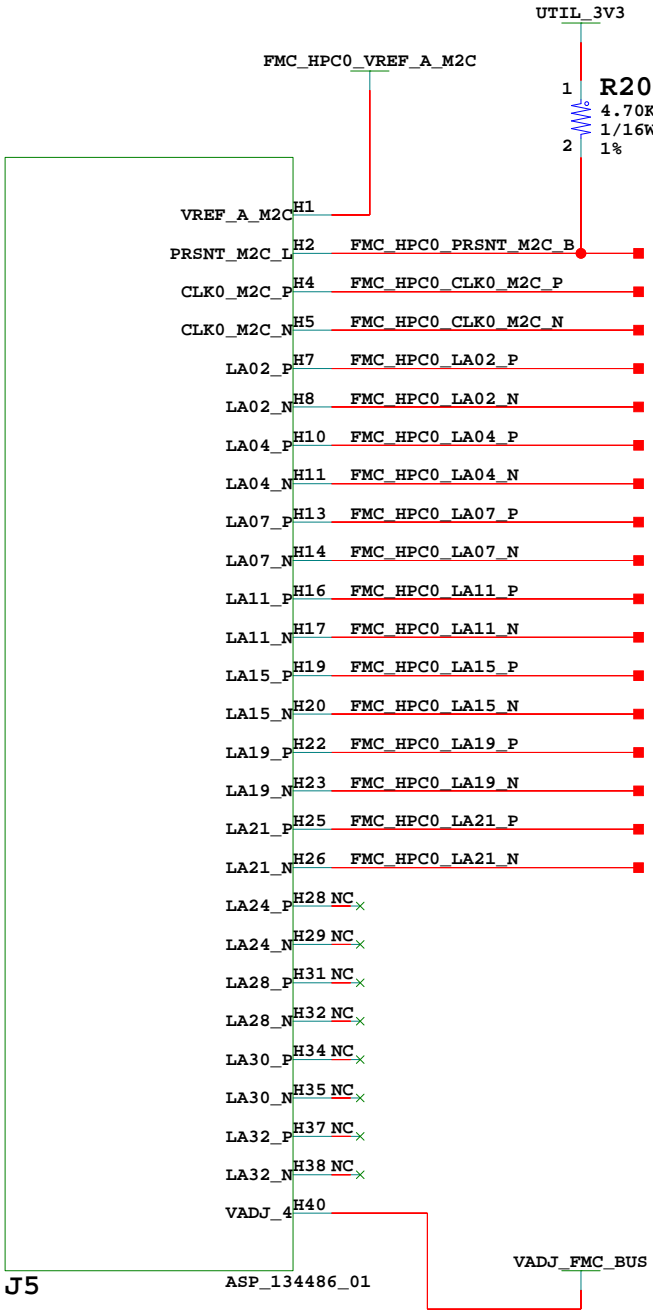 UTIL_3V3
FMC_HPC0_VREF_A_M2C
1 R20
4.70K
1/16W
2 1%
VREF_A_M2C H1
PRSNT_M2C_L H2 FMC_HPC0_PRSNT_M2C_B
CLK0_M2C_P H4 FMC_HPC0_CLK0_M2C_P
CLK0_M2C_N H5 FMC_HPC0_CLK0_M2C_N
LA02_P H7 FMC_HPC0_LA02_P
LA02_N H8 FMC_HPC0_LA02_N
LA04_P H10 FMC_HPC0_LA04_P
LA04_N H11 FMC_HPC0_LA04_N
LA07_P H13 FMC_HPC0_LA07_P
LA07_N H14 FMC_HPC0_LA07_N
LA11_P H16 FMC_HPC0_LA11_P
LA11_N H17 FMC_HPC0_LA11_N
LA15_P H19 FMC_HPC0_LA15_P
LA15_N H20 FMC_HPC0_LA15_N
LA19_P H22 FMC_HPC0_LA19_P
LA19_N H23 FMC_HPC0_LA19_N
LA21_P H25 FMC_HPC0_LA21_P
LA21_N H26 FMC_HPC0_LA21_N
LA24_P H28 NC
LA24_N H29 NC
LA28_P H31 NC
LA28_N H32 NC
LA30_P H34 NC
LA30_N H35 NC
LA32_P H37 NC
LA32_N H38 NC
VADJ_4 H40
VADJ_FMC_BUS
J5 ASP_134486_01